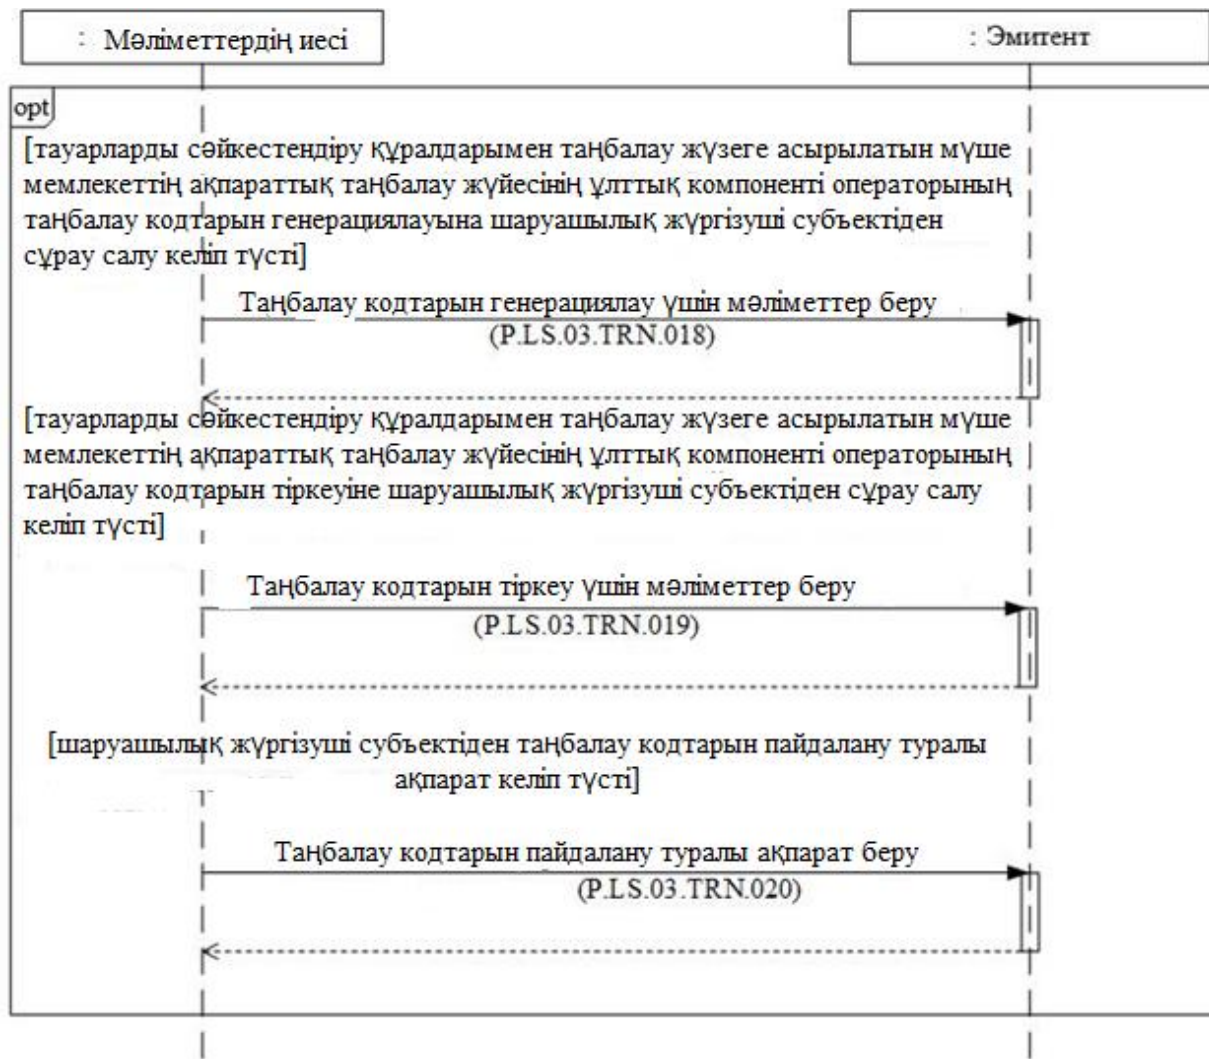 : Мәліметтердің иесі
: Эмитент
opt
[тауарларды сәйкестендіру құралдарымен таңбалау жүзеге асырылатын мүше
мемлекеттің ақпараттық таңбалау жүйесінің ұлттық компоненті операторының
таңбалау кодтарын генерациялауына шаруашылық жүргізуші субъектіден
сұрау салу келіп түсті]
Таңбалау кодтарын генерациялау үшін мәліметтер беру
(P.LS.03.TRN.018)
[тауарларды сәйкестендіру құралдарымен таңбалау жүзеге асырылатын мүше
мемлекеттің ақпараттық таңбалау жүйесінің ұлттық компоненті операторының
таңбалау кодтарын тіркеуіне шаруашылық жүргізуші субъектіден сұрау салу
келіп түсті]
Таңбалау кодтарын тіркеу үшін мәліметтер беру
(P.LS.03.TRN.019)
[шаруашылық жүргізуші субъектіден таңбалау кодтарын пайдалану туралы
ақпарат келіп түсті]
Таңбалау кодтарын пайдалану туралы ақпарат беру
(P.LS.03.TRN.020)